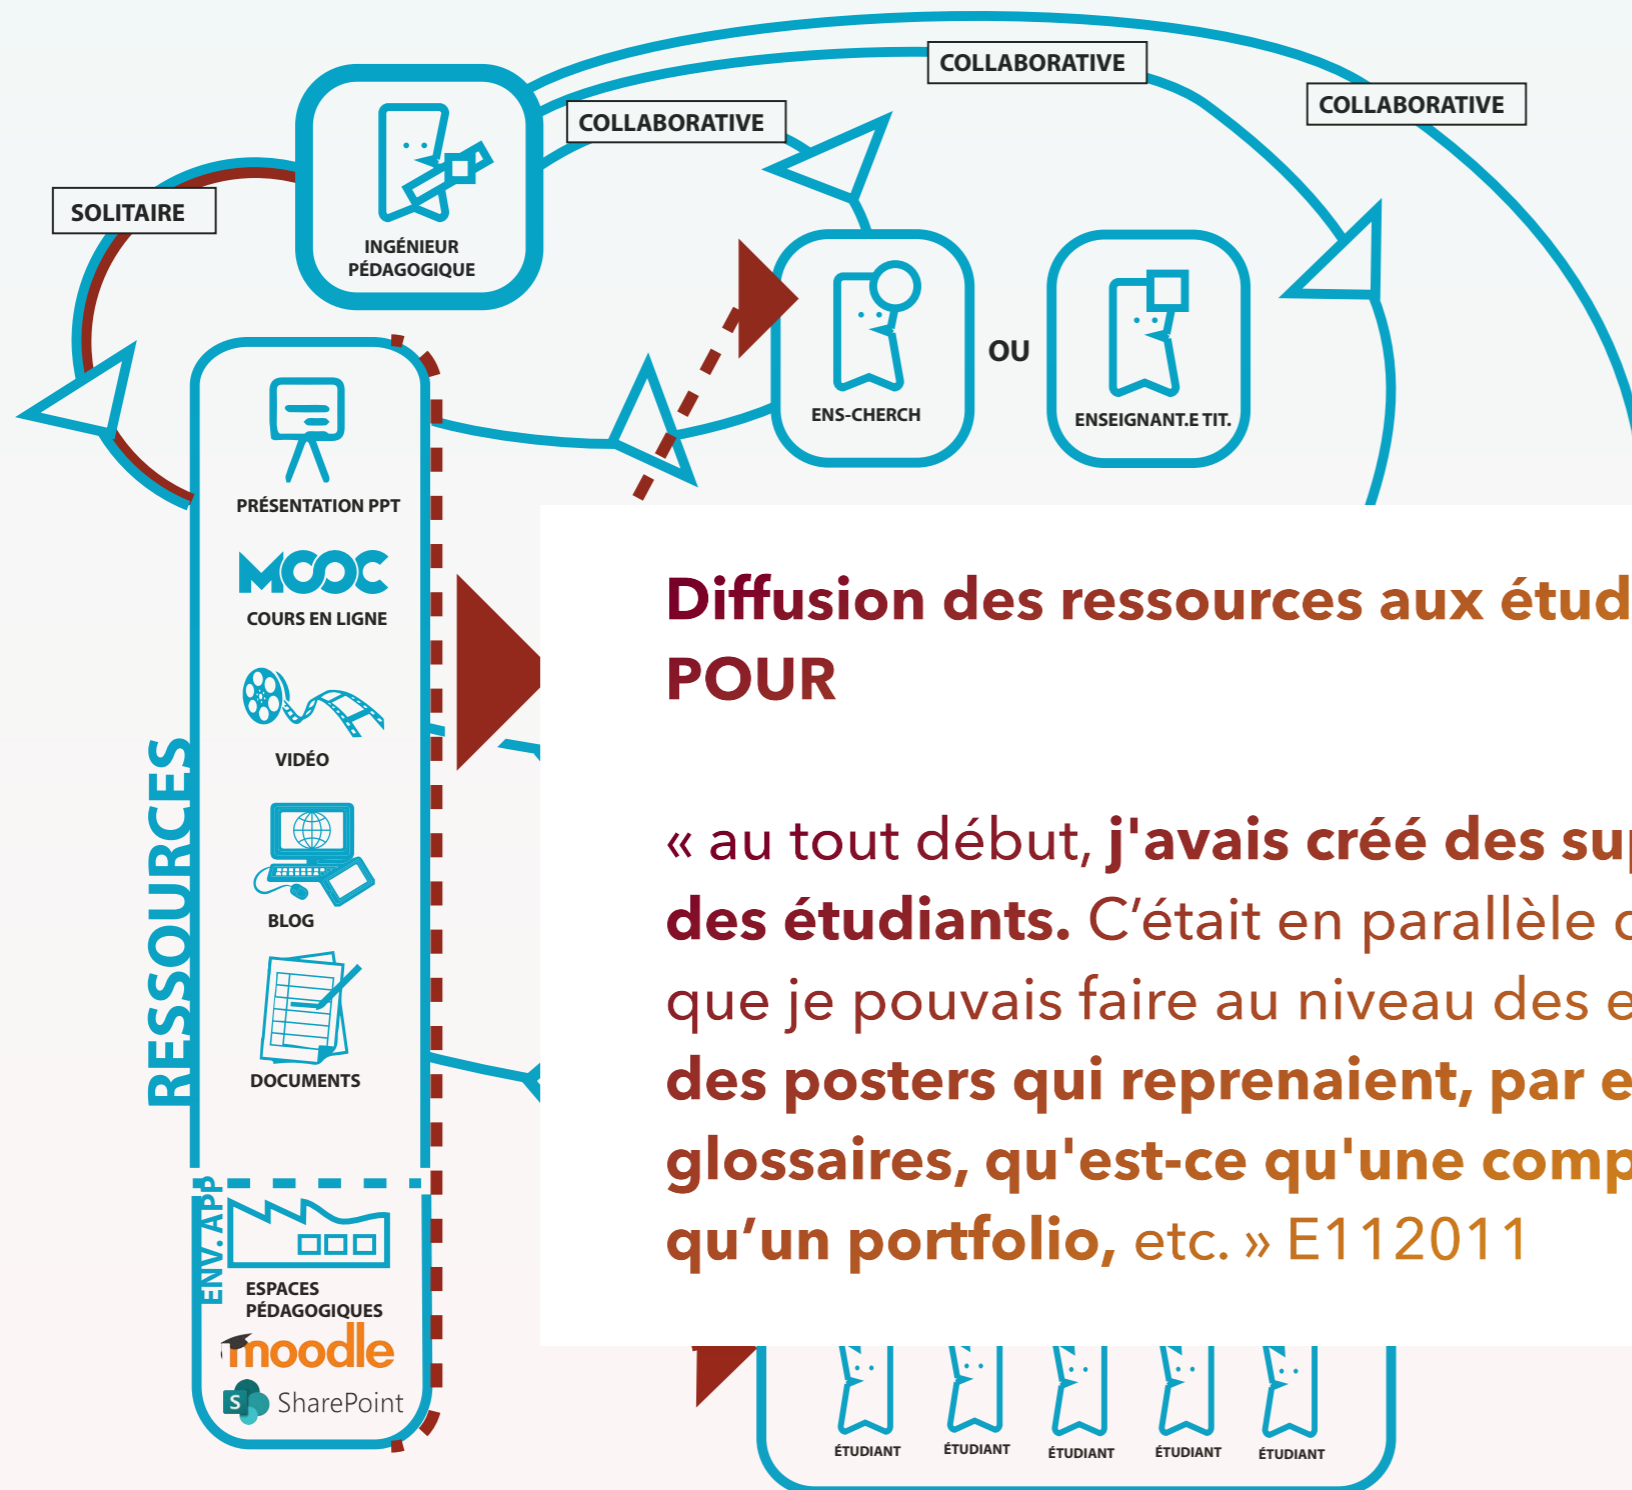 COLLABORATIVE
COLLABORATIVE
COLLABORATIVE
SOLITAIRE
INGÉNIEUR
PÉDAGOGIQUE
ENS-CHERCH
OU
ENSEIGNANT.E TIT.
RESSOURCES
PRÉSENTATION PPT
MOOC
COURS EN LIGNE
VIDÉO
BLOG
DOCUMENTS
ENV. APP
ESPACES
PÉDAGOGIQUES
moodle
S SharePoint
Diffusion des ressources aux étud
POUR
« au tout début, j'avais créé des su
des étudiants. C’était en parallèle
que je pouvais faire au niveau des e
des posters qui reprenaient, par e
glossaires, qu'est-ce qu'une comp
qu’un portfolio, etc. » E112011
ÉTUDIANT
ÉTUDIANT
ÉTUDIANT
ÉTUDIANT
ÉTUDIANT